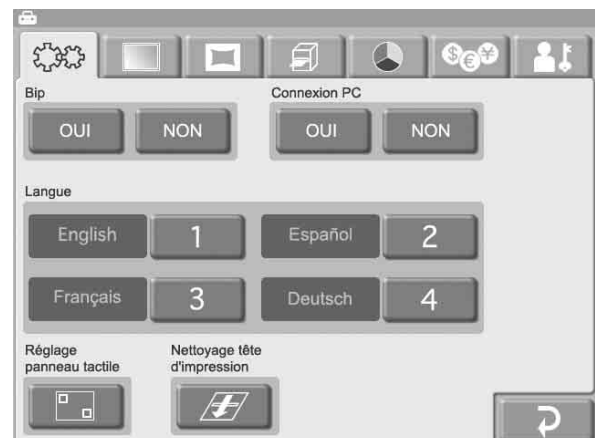 $ € ¥
Bip
Connexion PC
OUI
NON
OUI
NON
Langue
English
1
Español
2
Français
3
Deutsch
4
Réglage
panneau tactile
Nettoyage tête
d'impression